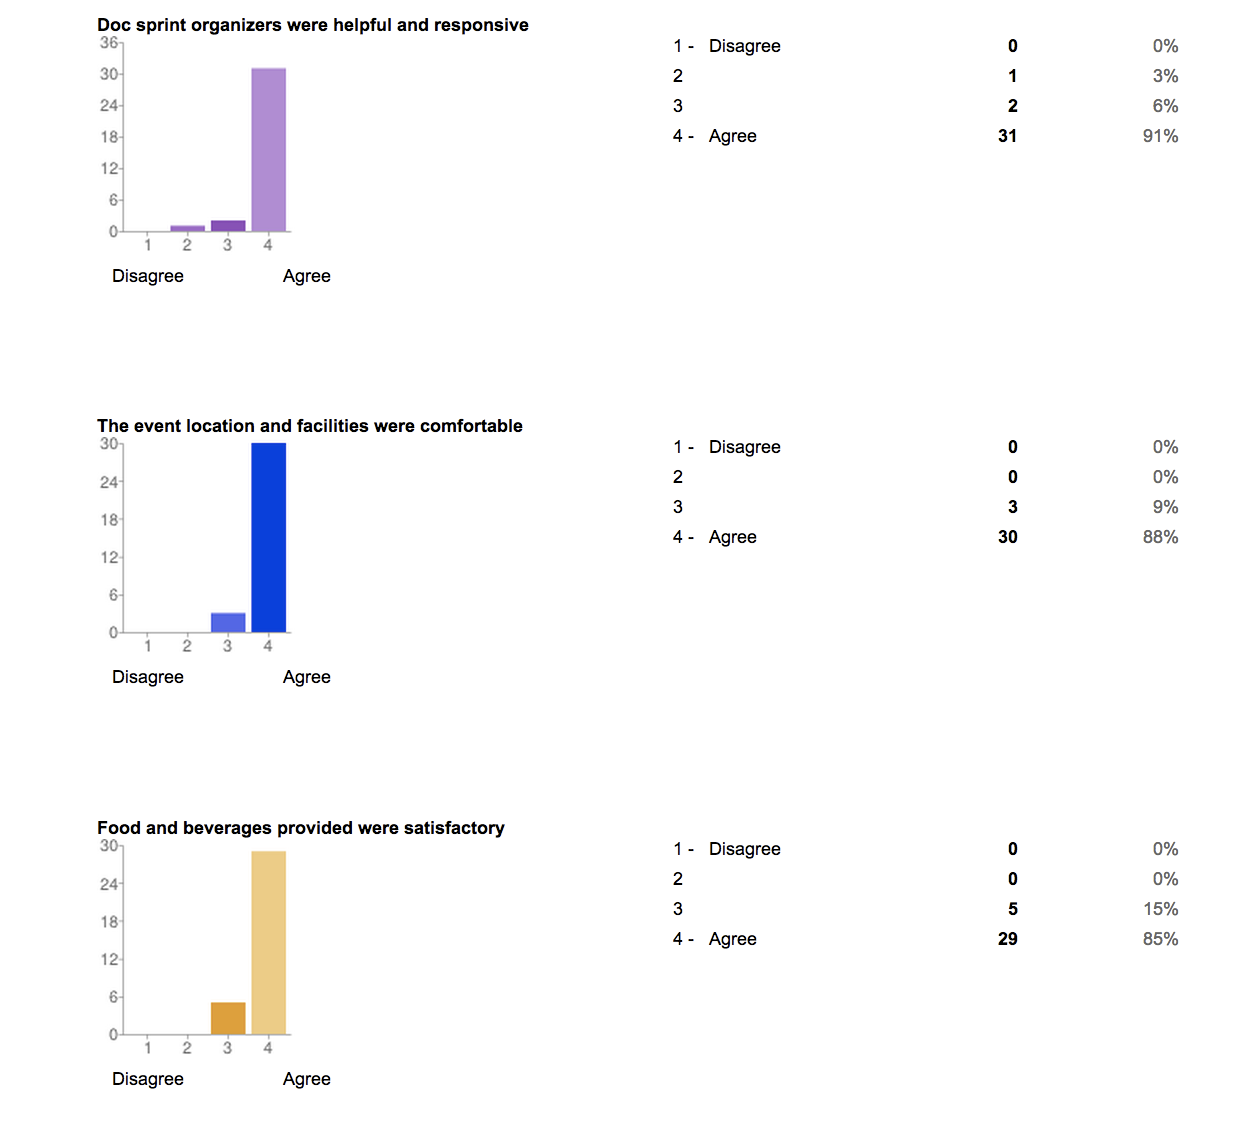 Doc sprint organizers were helpful and responsive
36
30
24
18
12
6
0
1 2 3 4
Disagree Agree
1 - Disagree 0 0%
2 1 3%
3 2 6%
4 - Agree 31 91%
The event location and facilities were comfortable
30
24
18
12
6
0
1 2 3 4
Disagree Agree
1 - Disagree 0 0%
2 0 0%
3 3 9%
4 - Agree 30 88%
Food and beverages provided were satisfactory
30
24
18
12
6
0
1 2 3 4
Disagree Agree
1 - Disagree 0 0%
2 0 0%
3 5 15%
4 - Agree 29 85%